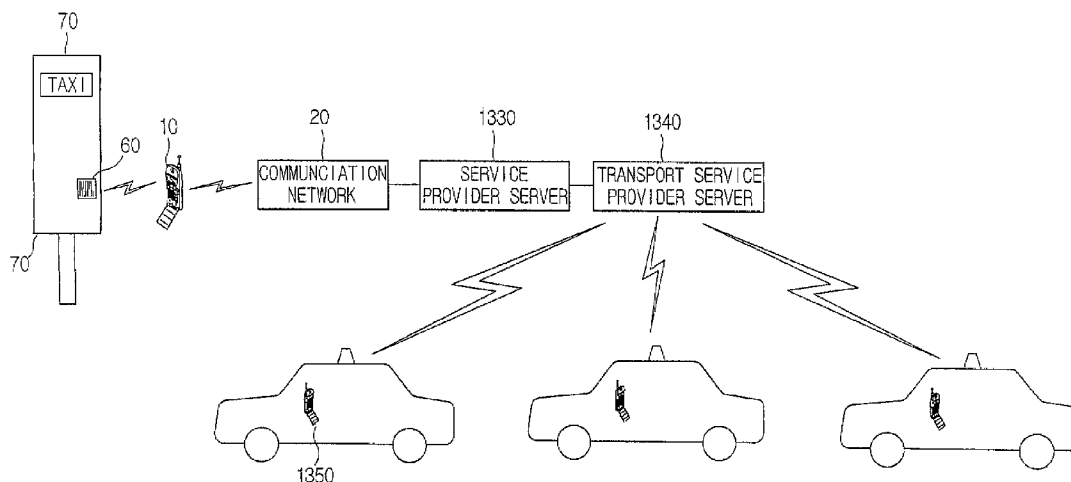 70
TAXI
60
10
20
COMMUNCIATION
NETWORK
1330
SERVICE
PROVIDER SERVER
1340
TRANSPORT SERVICE
PROVIDER SERVER
70
1350